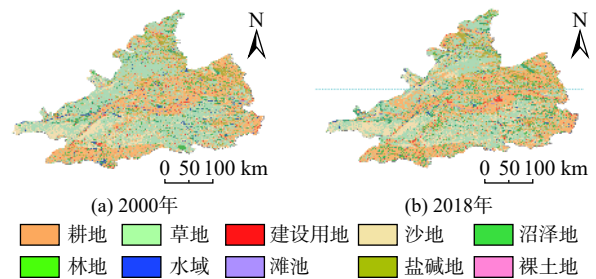 N N
0 50 100 km 0 50 100 km
(a) 2000年 (b) 2018年
耕地 草地 建设用地 沙地 沼泽地
林地 水域 滩池 盐碱地 裸土地